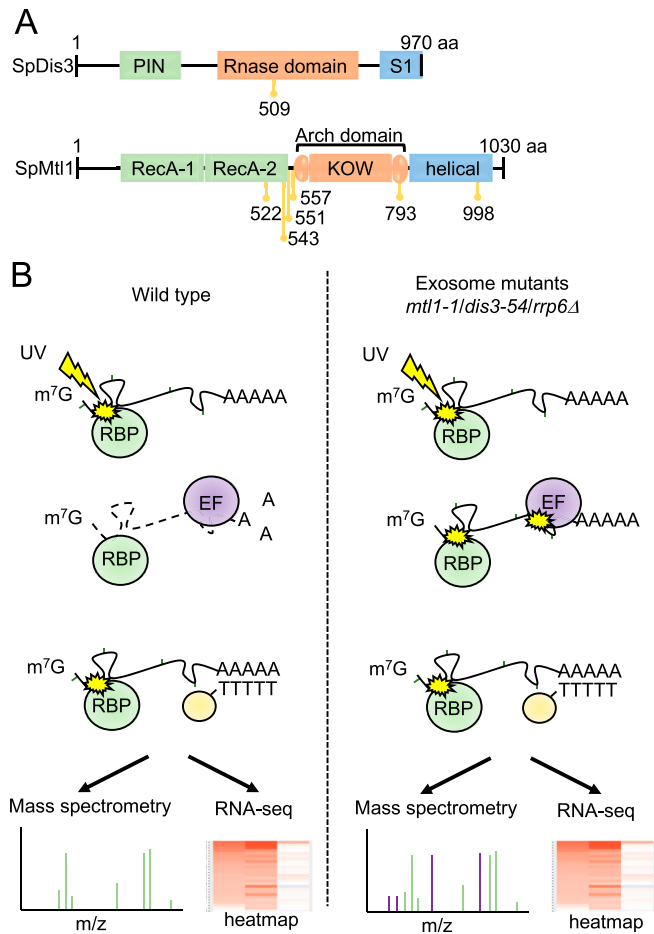 A
1
970 aa
SpDis3
PIN
Rnase domain
S1
509
Arch domain
1
1030 aa
SpMtl1
RecA-1
RecA-2
KOW
helical
557
522
551
793
998
543
B
Wild type
Exosome mutants
mtl1-1/dis3-54/rrp6Δ
UV
m⁷G
AAAAA
RBP
UV
m⁷G
AAAAA
RBP
EF
m⁷G
A
A
A
RBP
EF
m⁷G
AAAAA
RBP
m⁷G
AAAAA
TTTTT
RBP
m⁷G
AAAAA
TTTTT
RBP
Mass spectrometry
RNA-seq
m/z
heatmap
Mass spectrometry
RNA-seq
m/z
heatmap